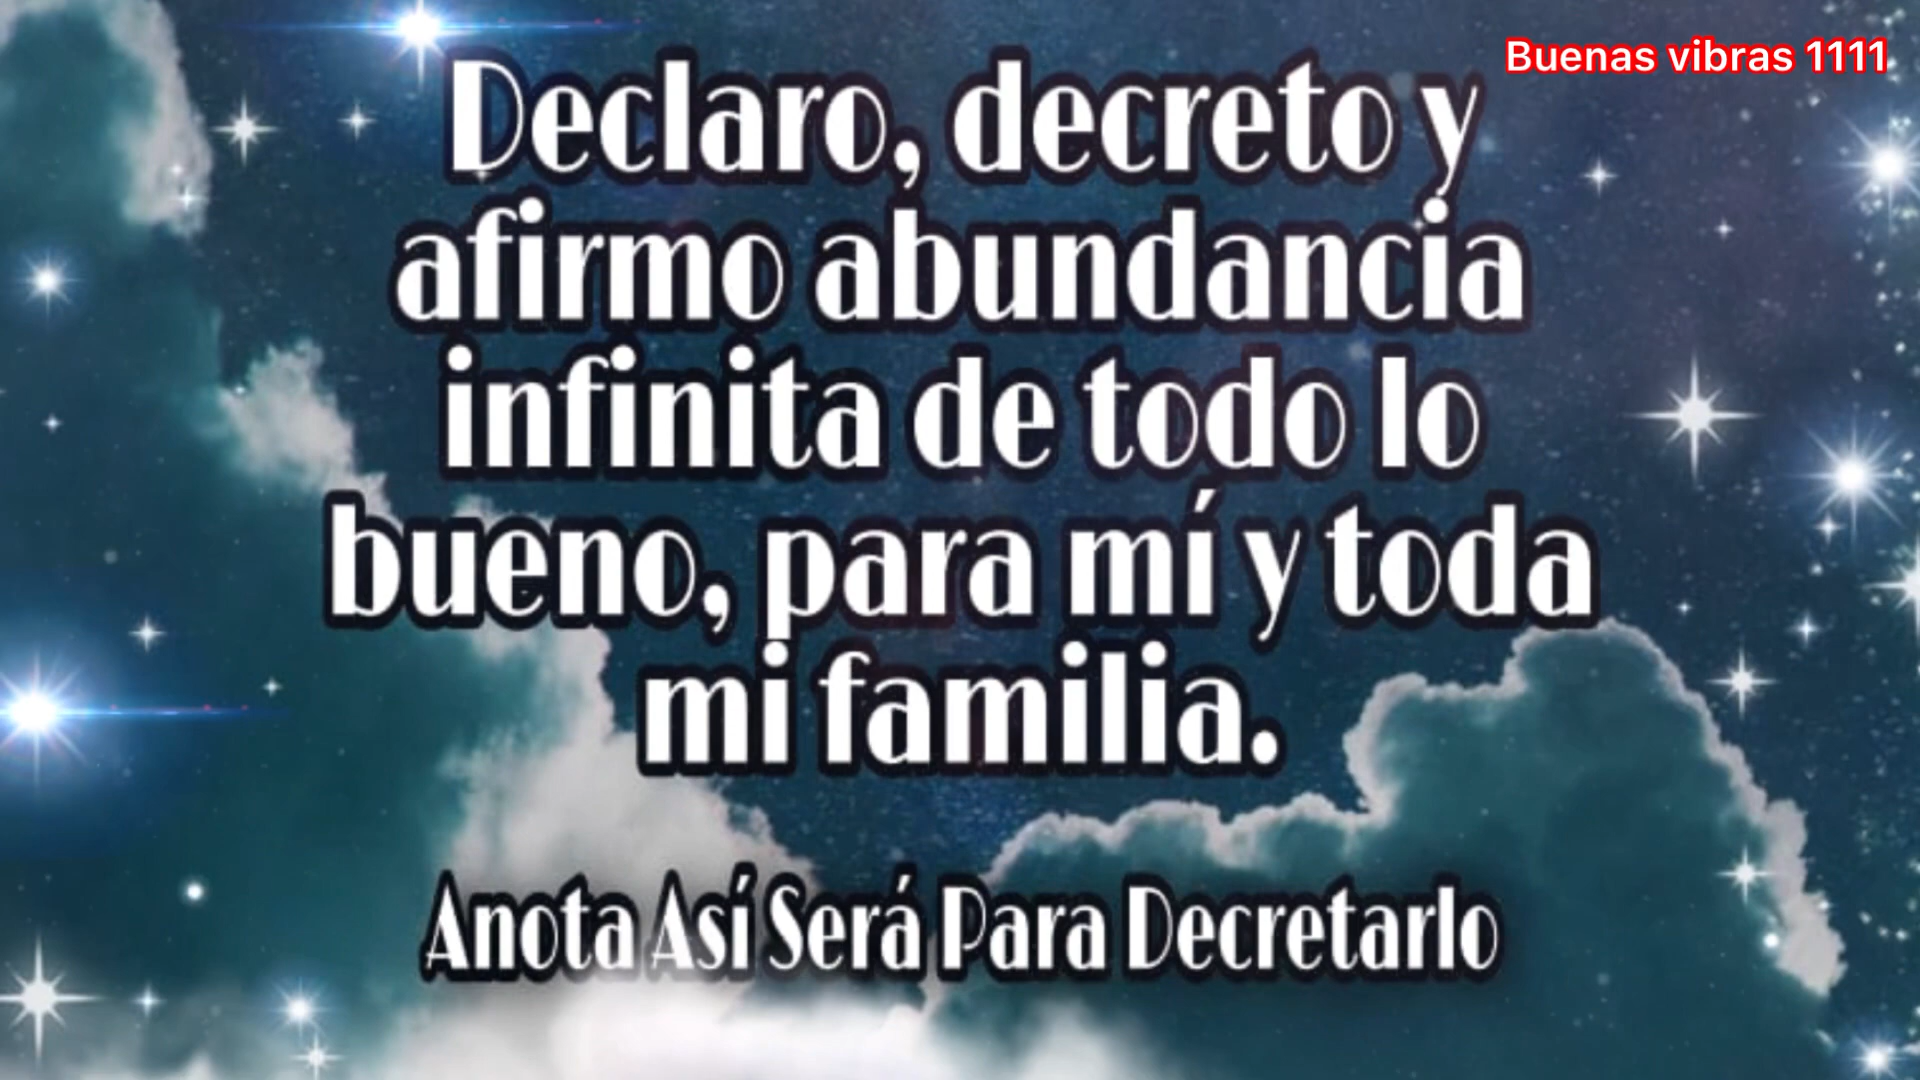 Buenas vibras 1111
Declaro, decreto y
afirmo abundancia
infinita de todo lo
bueno, para mí y toda
mi familia.
Anota Así Será Para Decretarlo